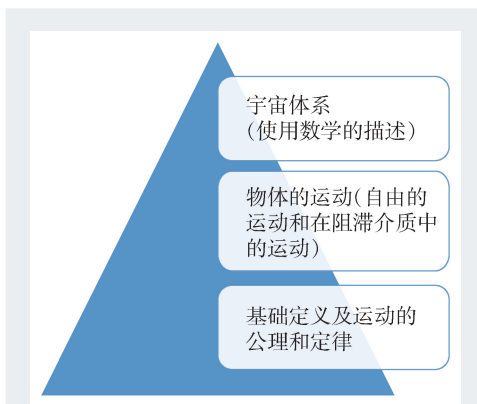 宇宙体系
（使用数学的描述）
物体的运动（自由的
运动和在阻滞介质中
的运动）
基础定义及运动的
公理和定律